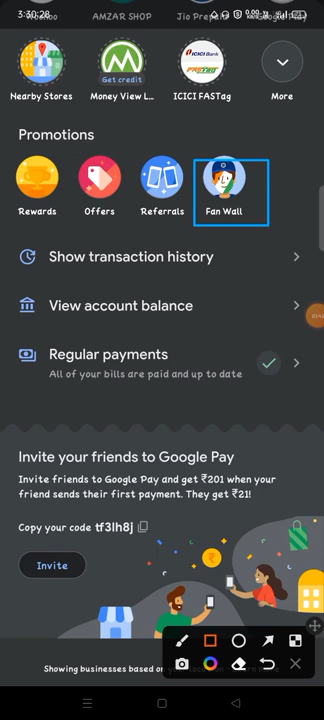 3:30:28
AMZAR SHOP
Jio Prep
Google Play
Nearby Stores
Money View L...
ICICI FASTag
More
Get credit
ICICI Bank
FASTag
Promotions
Rewards
Offers
Referrals
Fan Wall
Show transaction history
View account balance
Regular payments
All of your bills are paid and up to date
Invite your friends to Google Pay
Invite friends to Google Pay and get ₹201 when your
friend sends their first payment. They get ₹21!
Copy your code tf3lh8j
Invite
Showing businesses based on